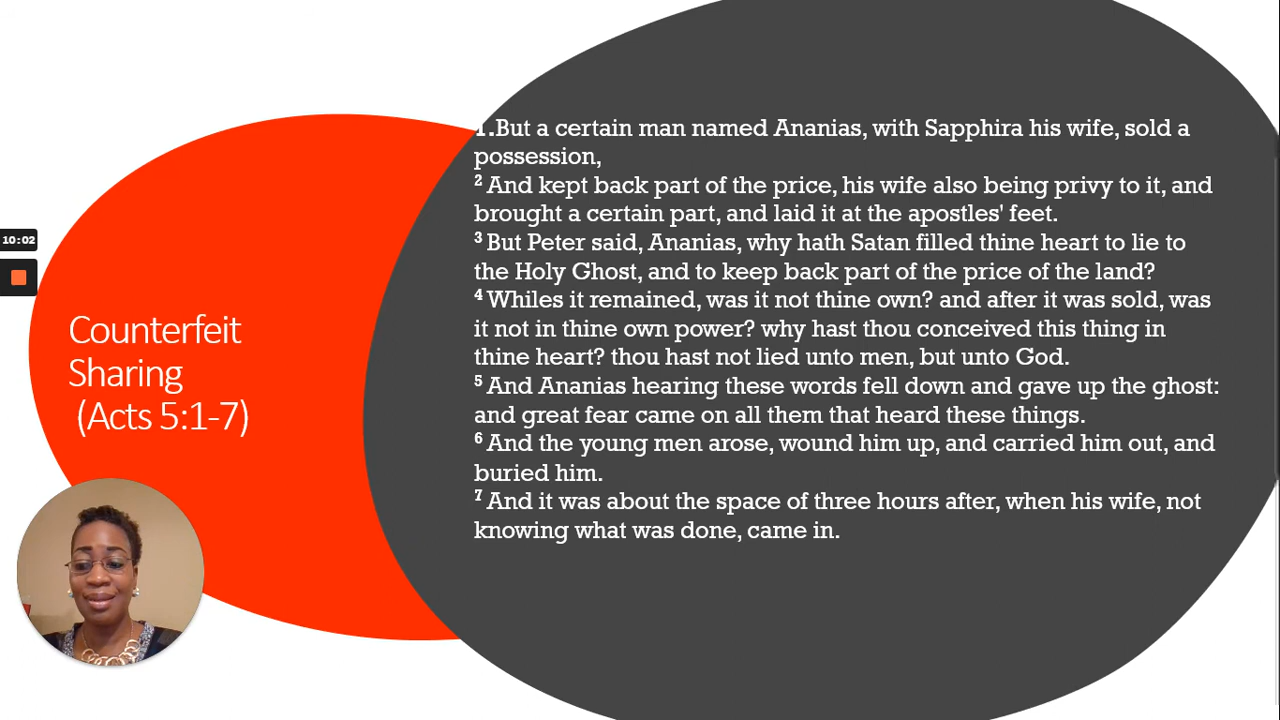 10:02
Counterfeit
Sharing
(Acts 5:1-7)
1.But a certain man named Ananias, with Sapphira his wife, sold a
possession,
2 And kept back part of the price, his wife also being privy to it, and
brought a certain part, and laid it at the apostles' feet.
3 But Peter said, Ananias, why hath Satan filled thine heart to lie to
the Holy Ghost, and to keep back part of the price of the land?
4 Whiles it remained, was it not thine own? and after it was sold, was
it not in thine own power? why hast thou conceived this thing in
thine heart? thou hast not lied unto men, but unto God.
5 And Ananias hearing these words fell down and gave up the ghost:
and great fear came on all them that heard these things.
6 And the young men arose, wound him up, and carried him out, and
buried him.
7 And it was about the space of three hours after, when his wife, not
knowing what was done, came in.